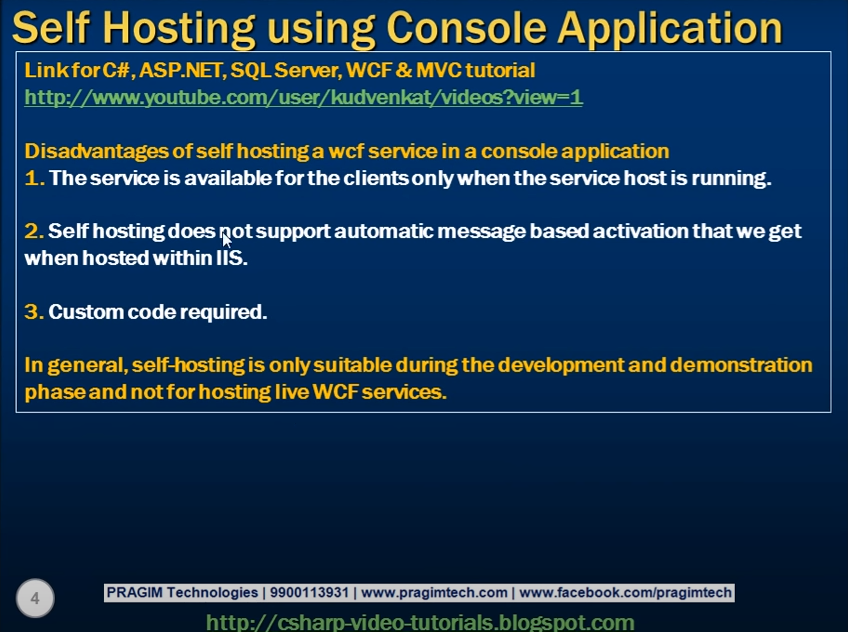 Self Hosting using Console Application
Link for C#, ASP.NET, SQL Server, WCF & MVC tutorial
http://www.youtube.com/user/kudvenkat/videos?view=1
Disadvantages of self hosting a wcf service in a console application
1. The service is available for the clients only when the service host is running.
2. Self hosting does not support automatic message based activation that we get
when hosted within IIS.
3. Custom code required.
In general, self-hosting is only suitable during the development and demonstration
phase and not for hosting live WCF services.
4
PRAGIM Technologies | 9900113931 | www.pragimtech.com | www.facebook.com/pragimtech
http://csharp-video-tutorials.blogspot.com